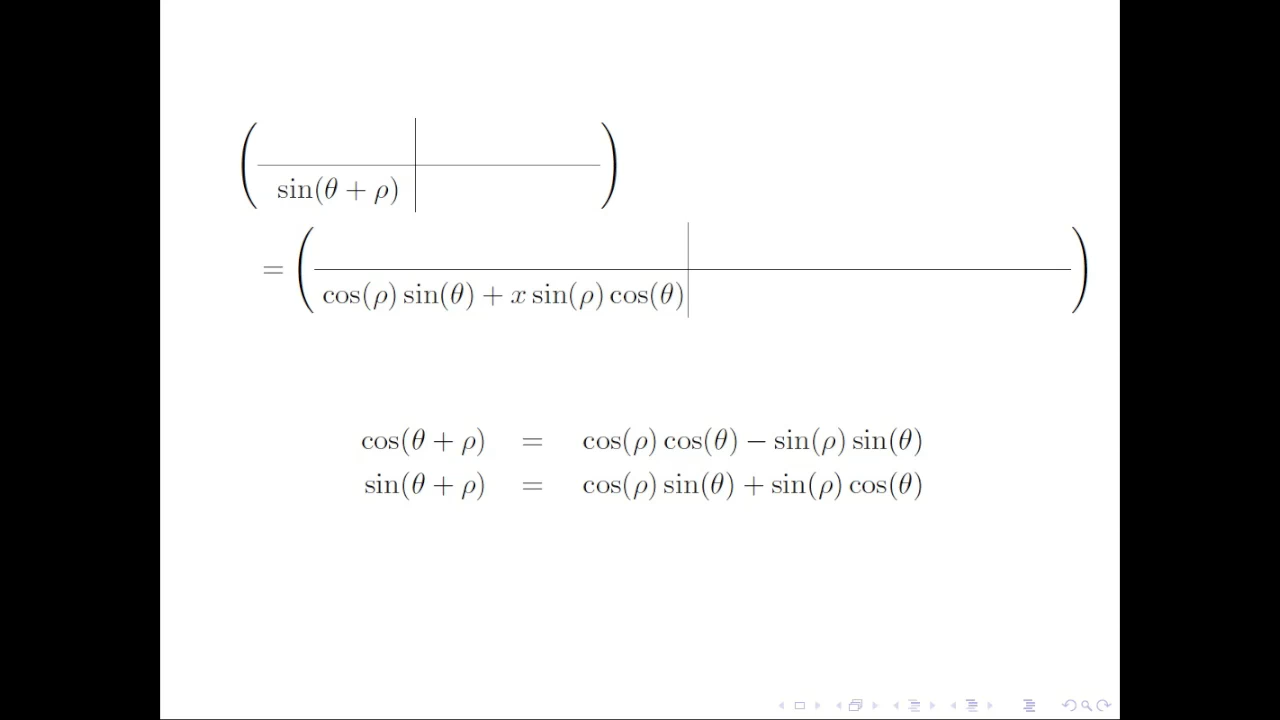 sin(θ + ρ)
= cos(ρ) sin(θ) + x sin(ρ) cos(θ)
cos(θ + ρ) = cos(ρ) cos(θ) − sin(ρ) sin(θ)
sin(θ + ρ) = cos(ρ) sin(θ) + sin(ρ) cos(θ)